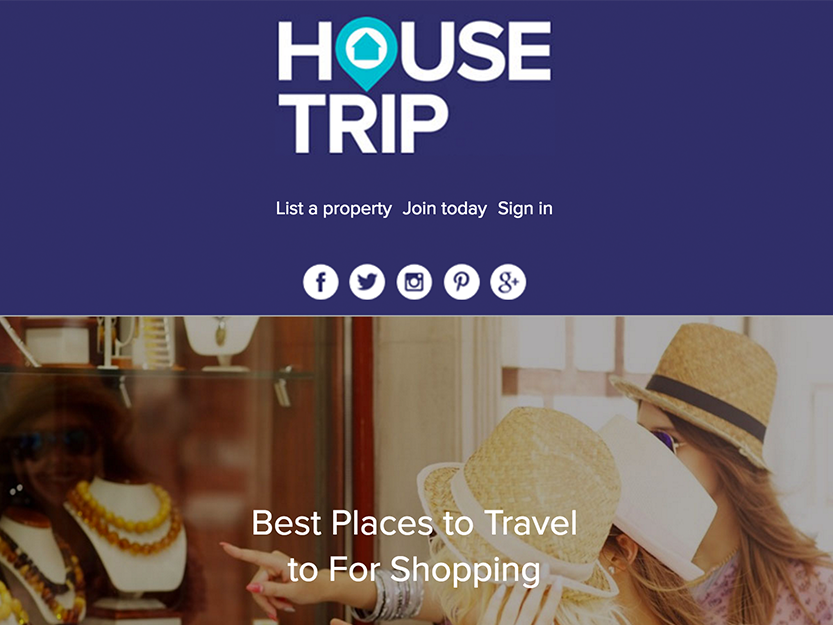 HOUSE
TRIP
List a property Join today Sign in
Best Places to Travel
to For Shopping